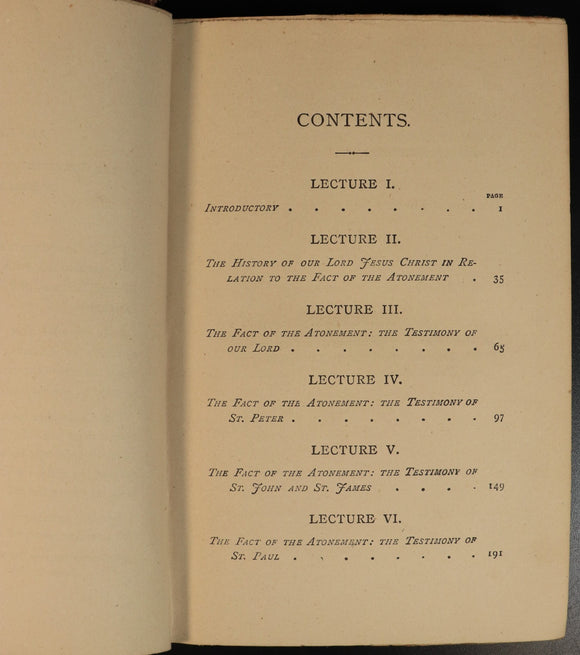 CONTENTS.
LECTURE I.
PAGE
INTRODUCTORY . . . . . . . . 1
LECTURE II.
THE HISTORY OF OUR LORD JESUS CHRIST IN RE-
LATION TO THE FACT OF THE ATONEMENT . 35
LECTURE III.
THE FACT OF THE ATONEMENT: THE TESTIMONY OF
OUR LORD . . . . . . . . 65
LECTURE IV.
THE FACT OF THE ATONEMENT: THE TESTIMONY OF
ST. PETER . . . . . . . . 97
LECTURE V.
THE FACT OF THE ATONEMENT: THE TESTIMONY OF
ST. JOHN AND ST. JAMES . . . . 149
LECTURE VI.
THE FACT OF THE ATONEMENT: THE TESTIMONY OF
ST. PAUL . . . . . . . . 191